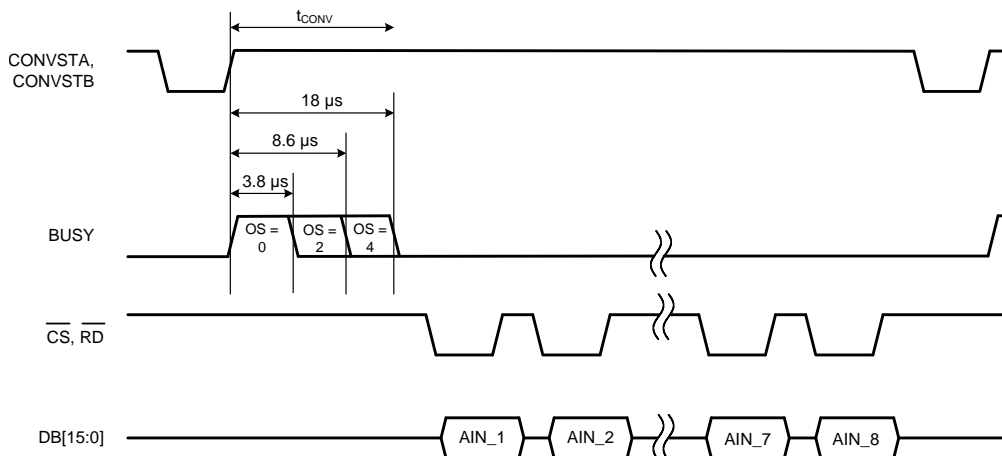 t_CONV
CONVSTA,
CONVSTB
18 µs
8.6 µs
3.8 µs
BUSY
OS =
0
OS =
2
OS =
4
CS, RD
DB[15:0]
AIN_1
AIN_2
AIN_7
AIN_8